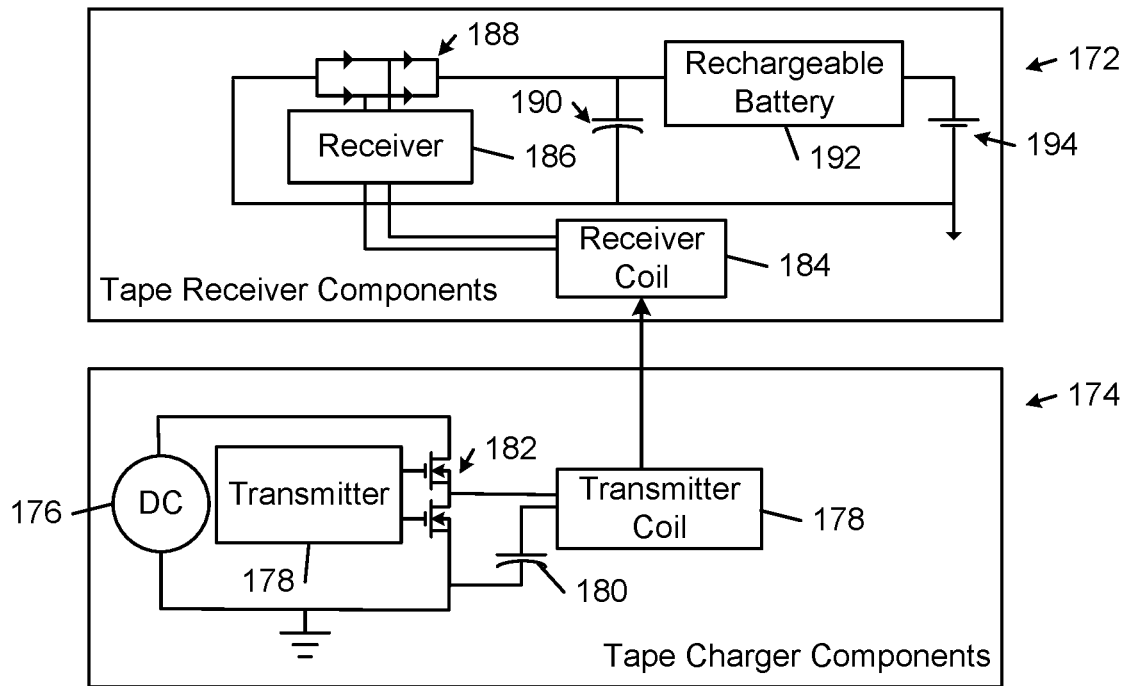 188
172
Rechargeable
Battery
190
Receiver
186
192
194
Receiver
Coil
184
Tape Receiver Components
174
182
176
DC
Transmitter
Transmitter
Coil
178
178
180
Tape Charger Components